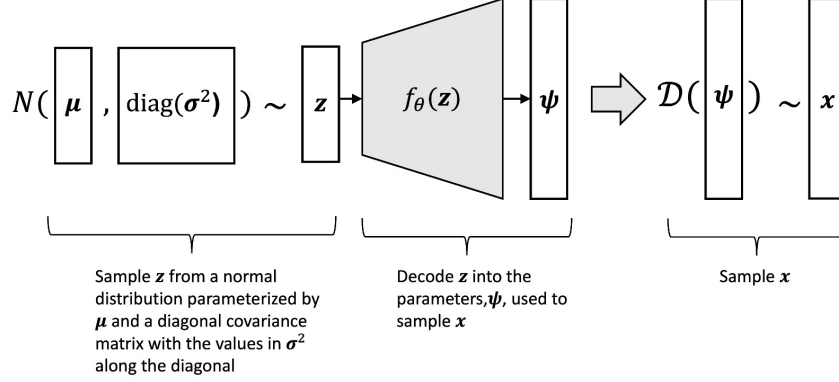 N( μ , diag(σ²) ) ~ z f_θ(z) ψ 𝒟( ψ ) ~ x
Sample z from a normal
distribution parameterized by
μ and a diagonal covariance
matrix with the values in σ²
along the diagonal
Decode z into the
parameters,ψ, used to
sample x
Sample x